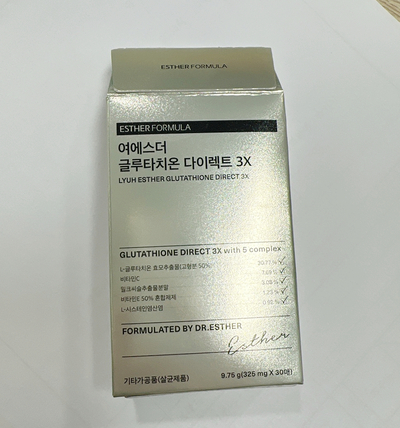 ESTHER FORMULA
ESTHER FORMULA
여에스더
글루타치온 다이렉트 3X
LYUH ESTHER GLUTATHIONE DIRECT 3X
GLUTATHIONE DIRECT 3X with 5 complex
L-글루타치온 효모추출물(고형분 50%
비타민C
밀크씨슬추출물분말
비타민E 50% 혼합제제
L-시스테인염산염
FORMULATED BY DR.ESTHER
Esther
기타가공품(살균제품)
9.75 g(325 mg X 30매)